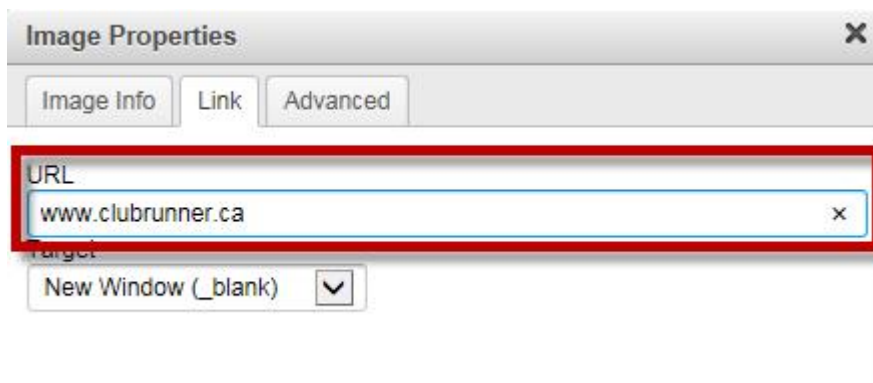 Image Properties
Image Info Link Advanced
URL
www.clubrunner.ca
Target
New Window (_blank)